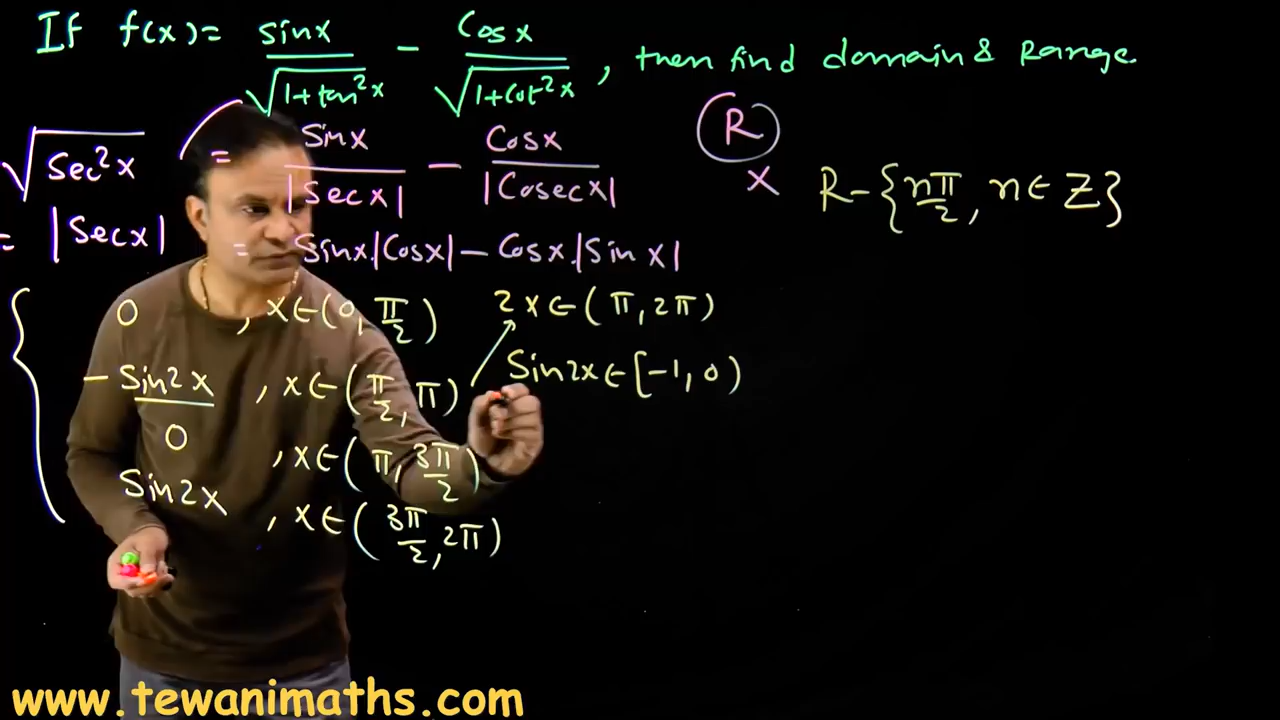 If f(x) = sinx/√(1+tan²x) − Cosx/√(1+Cot²x), then find domain & Range.
√(Sec²x) = Sinx/|Secx| − Cosx/|Cosecx|
R
x R−{nπ/2, n∈Z}
= |Secx|
= Sinx|Cosx| − Cosx.|Sinx|
0, x∈(0, π/2) 2x∈(π, 2π)
−Sin2x, x∈(π/2, π) Sin2x∈[−1, 0)
0, x∈(π, 3π/2)
Sin2x, x∈(3π/2, 2π)
www.tewanimaths.com